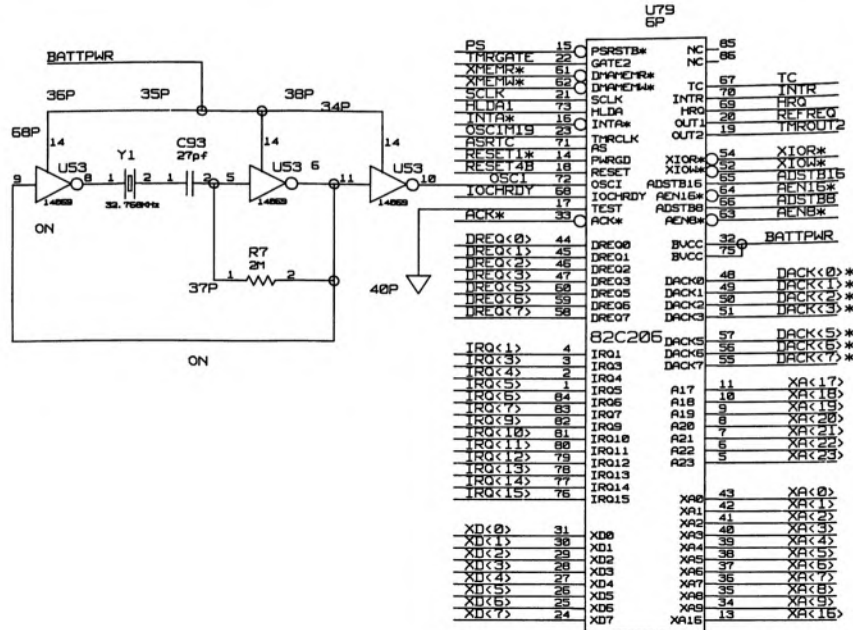 U79
6P
BATTPWR
36P
35P
38P
34P
68P
14
14
14
Y1
C93
27pf
U53
U53
U53
9
8
1
2
1
2
5
6
11
10
14069
32.768KHz
14069
14069
ON
R7
2M
1
2
37P
40P
ON
PS 15 PSRSTB*
TMRGATE 22 GATE2
XMEMR* 61 DMAMEMR*
XMEMW* 62 DMAMEMW*
SCLK 21 SCLK
HLDA1 73 HLDA
INTA* 16 INTA*
OSC1M19 23 TMRCLK
ASRTC 71 AS
RESET1* 14 PWRGD
RESET4B 18 RESET
OSC1 72 OSCI
IOCHRDY 68 IOCHRDY
17 TEST
ACK* 33 ACK*
DREQ<0> 44 DREQ0
DREQ<1> 45 DREQ1
DREQ<2> 46 DREQ2
DREQ<3> 47 DREQ3
DREQ<5> 60 DREQ5
DREQ<6> 59 DREQ6
DREQ<7> 58 DREQ7
82C206
IRQ<1> 4 IRQ1
IRQ<3> 3 IRQ3
IRQ<4> 2 IRQ4
IRQ<5> 1 IRQ5
IRQ<6> 84 IRQ6
IRQ<7> 83 IRQ7
IRQ<9> 82 IRQ9
IRQ<10> 81 IRQ10
IRQ<11> 80 IRQ11
IRQ<12> 79 IRQ12
IRQ<13> 78 IRQ13
IRQ<14> 77 IRQ14
IRQ<15> 76 IRQ15
XD<0> 31 XD0
XD<1> 30 XD1
XD<2> 29 XD2
XD<3> 28 XD3
XD<4> 27 XD4
XD<5> 26 XD5
XD<6> 25 XD6
XD<7> 24 XD7
NC 85
NC 86
TC 67 TC
INTR 70 INTR
HRQ 69 HRQ
OUT1 20 REFREQ
OUT2 19 TMROUT2
XIOR* 54 XIOR*
XIOW* 52 XIOW*
ADSTB16 65 ADSTB16
AEN16* 64 AEN16*
ADSTB8 66 ADSTB8
AEN8* 63 AEN8*
BVCC 32 BATTPWR
BVCC 75
DACK0 48 DACK<0>*
DACK1 49 DACK<1>*
DACK2 50 DACK<2>*
DACK3 51 DACK<3>*
DACK5 57 DACK<5>*
DACK6 56 DACK<6>*
DACK7 55 DACK<7>*
A17 11 XA<17>
A18 10 XA<18>
A19 9 XA<19>
A20 8 XA<20>
A21 7 XA<21>
A22 6 XA<22>
A23 5 XA<23>
XA0 43 XA<0>
XA1 42 XA<1>
XA2 41 XA<2>
XA3 40 XA<3>
XA4 39 XA<4>
XA5 38 XA<5>
XA6 37 XA<6>
XA7 36 XA<7>
XA8 35 XA<8>
XA9 34 XA<9>
XA16 13 XA<16>